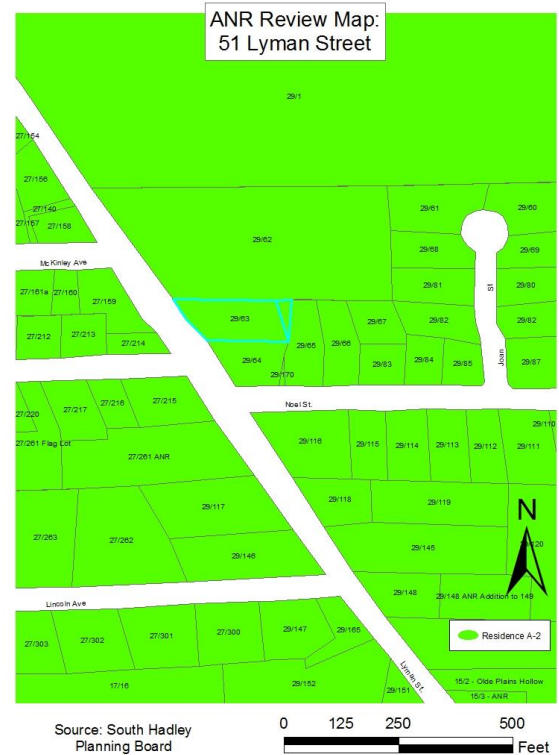 ANR Review Map:
51 Lyman Street
29/1
27/154
27/156
27/140
27/157
27/158
29/61
29/60
29/62
29/68
29/69
McKinley Ave
27/161a
27/160
27/159
29/81
St
29/80
29/63
29/67
29/82
29/82
27/212
27/213
27/214
29/65
29/66
29/64
29/83
29/84
29/85
Joan
29/87
29/170
27/220
27/217
27/216
27/215
Noel St.
27/261 Flag Lot
29/116
29/115
29/114
29/113
29/112
29/110
29/111
27/261 ANR
29/117
29/118
29/119
N
27/263
27/262
29/146
29/145
29/148
29/148 ANR Addition to 149
Lincoln Ave
Residence A-2
27/303
27/302
27/301
27/300
29/147
29/165
Lyman St.
17/16
29/152
29/151
15/2 - Olde Plains Hollow
15/3 - ANR
Source: South Hadley
Planning Board
0 125 250 500
Feet